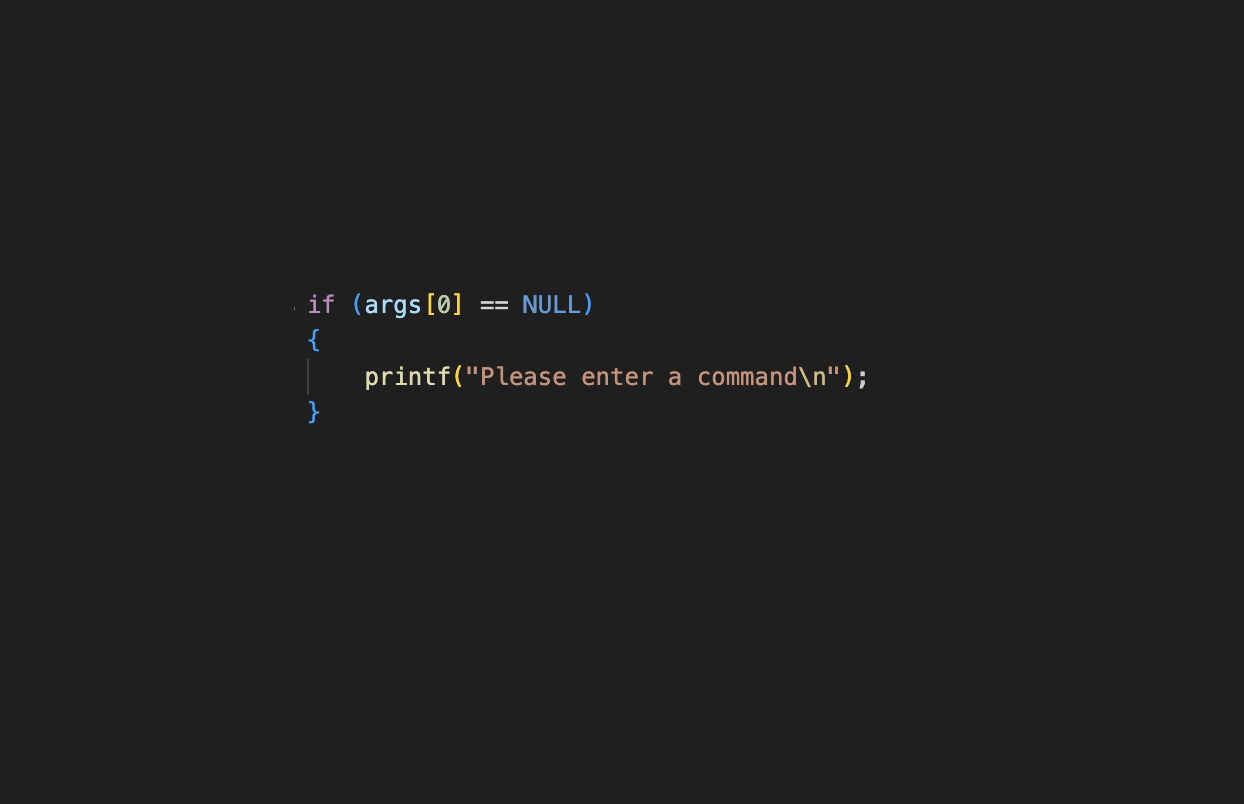 if (args[0] == NULL)
{
    printf("Please enter a command\n");
}